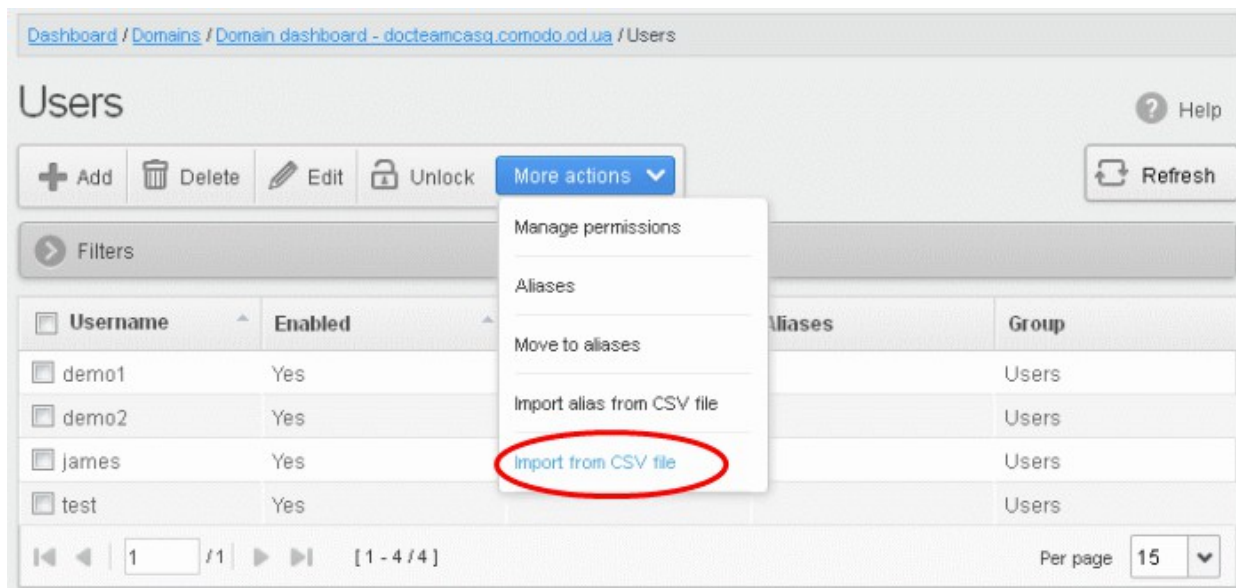 Dashboard / Domains / Domain dashboard - docteamcasg.comodo.od.ua / Users
Users
Help
Add Delete Edit Unlock More actions Refresh
Manage permissions
Filters
Aliases
Username Enabled Aliases Group
Move to aliases
demo1 Yes Users
Import alias from CSV file
demo2 Yes Users
james Yes Import from CSV file Users
test Yes Users
1 /1 [ 1 - 4 / 4 ] Per page 15